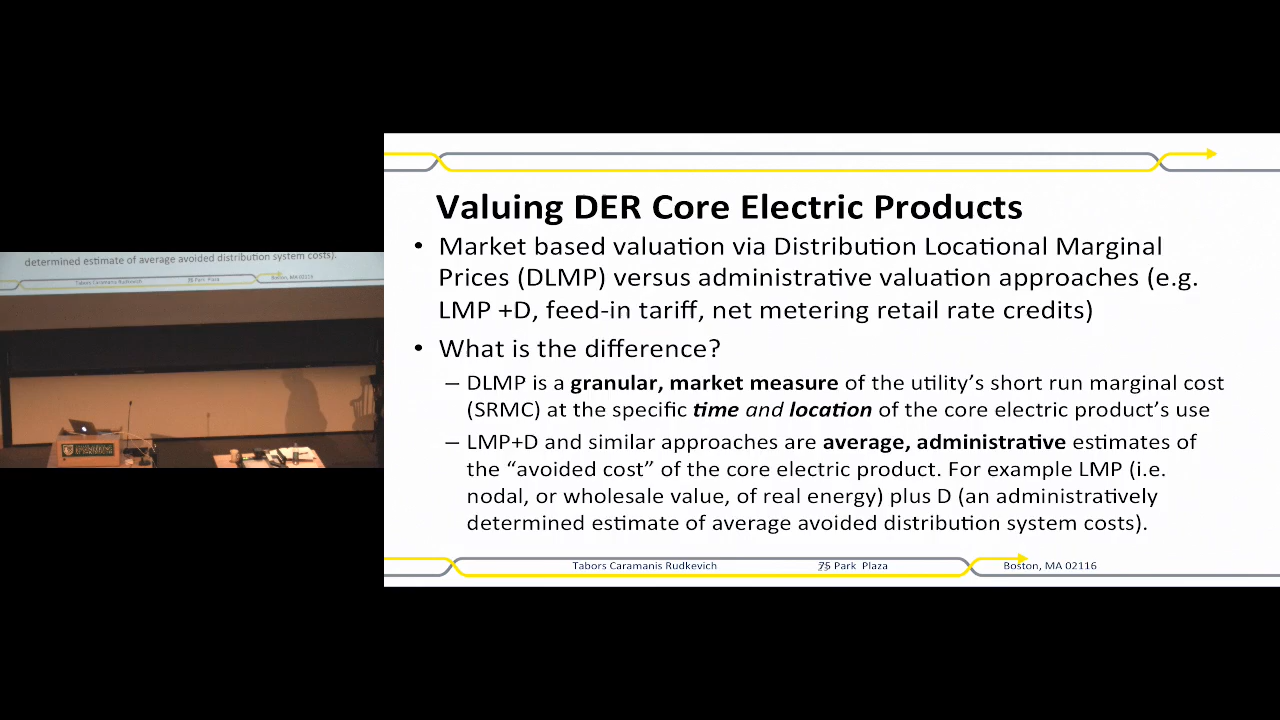 determined estimate of average avoided distribution system costs).
Tabors Caramanis Rudkevich 75 Park Plaza Boston, MA 02116
Valuing DER Core Electric Products
• Market based valuation via Distribution Locational Marginal
Prices (DLMP) versus administrative valuation approaches (e.g.
LMP +D, feed-in tariff, net metering retail rate credits)
• What is the difference?
– DLMP is a granular, market measure of the utility’s short run marginal cost
(SRMC) at the specific time and location of the core electric product’s use
– LMP+D and similar approaches are average, administrative estimates of
the “avoided cost” of the core electric product. For example LMP (i.e.
nodal, or wholesale value, of real energy) plus D (an administratively
determined estimate of average avoided distribution system costs).
Tabors Caramanis Rudkevich 75 Park Plaza Boston, MA 02116